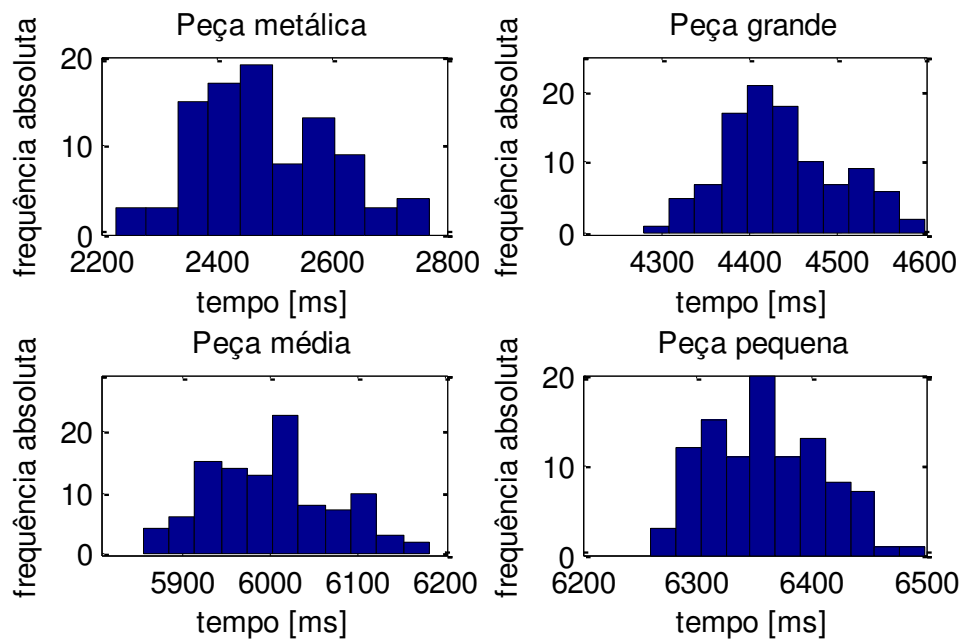 Peça metálica
frequência absoluta
20
10
0
2200 2400 2600 2800
tempo [ms]
Peça grande
frequência absoluta
20
10
0
4300 4400 4500 4600
tempo [ms]
Peça média
frequência absoluta
20
10
0
5900 6000 6100 6200
tempo [ms]
Peça pequena
frequência absoluta
20
10
0
6200 6300 6400 6500
tempo [ms]